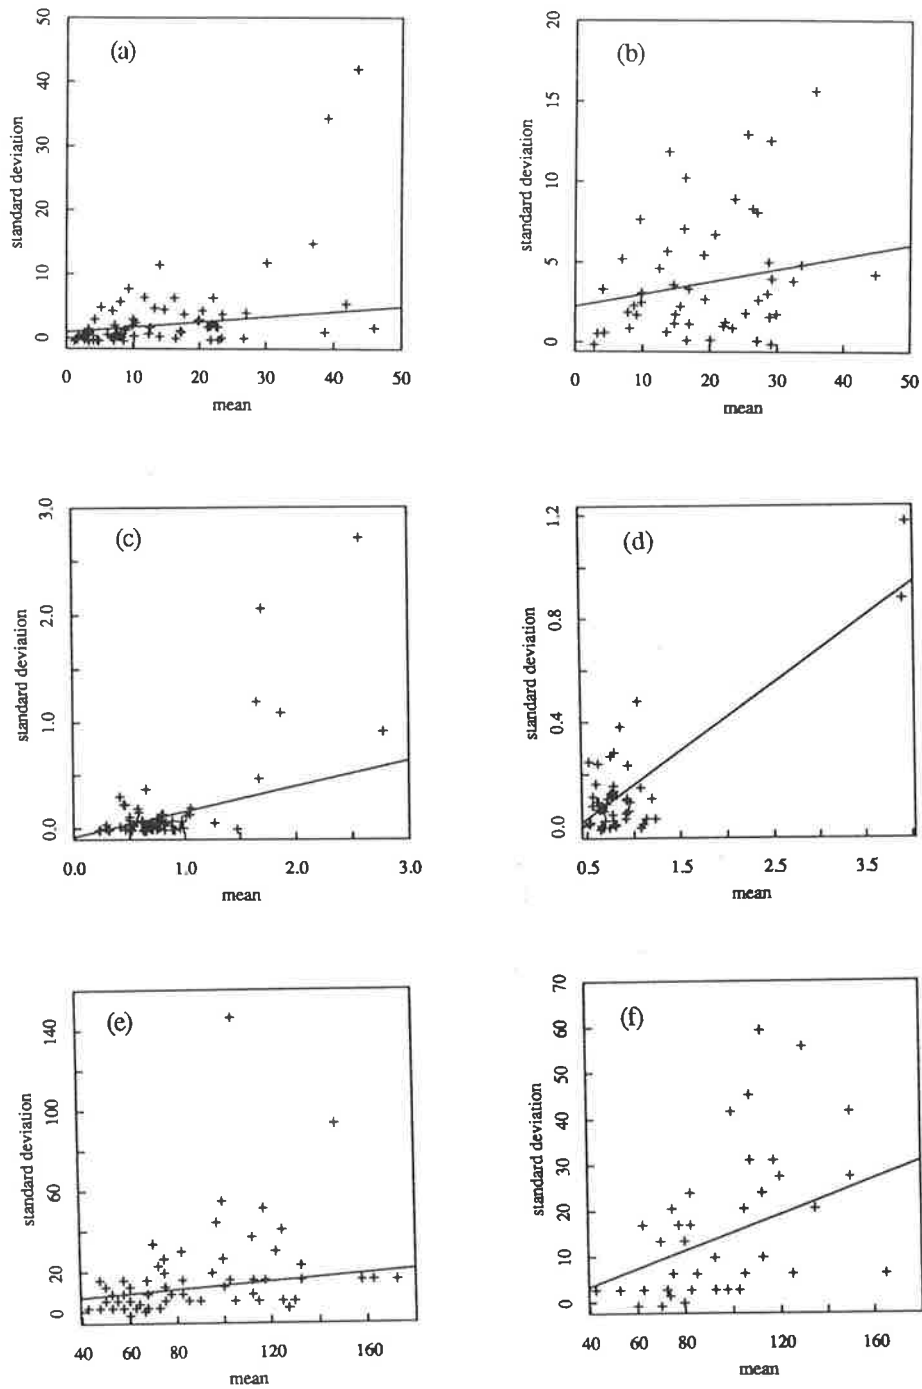 (a)
50
40
30
20
10
0
standard deviation
0 10 20 30 40 50
mean
(b)
20
15
10
5
0
standard deviation
0 10 20 30 40 50
mean
(c)
3.0
2.0
1.0
0.0
standard deviation
0.0 1.0 2.0 3.0
mean
(d)
1.2
0.8
0.4
0.0
standard deviation
0.5 1.5 2.5 3.5
mean
(e)
140
100
60
20
0
standard deviation
40 60 80 120 160
mean
(f)
70
60
50
40
30
20
10
0
standard deviation
40 60 80 120 160
mean